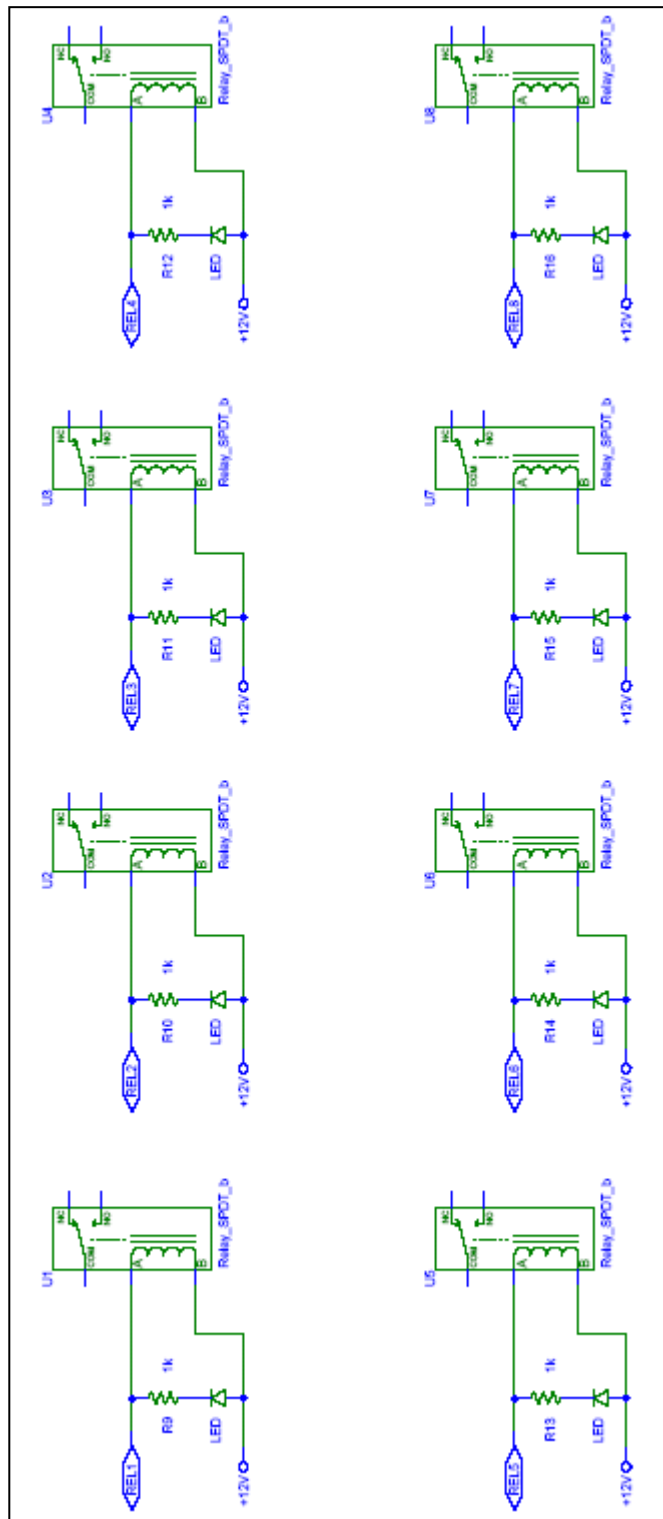 U1
NC
COM
NO
REL1
A
R9 1k
B
LED
Relay_SPDT_b
+12V
U2
NC
COM
NO
REL2
A
R10 1k
B
LED
Relay_SPDT_b
+12V
U3
NC
COM
NO
REL3
A
R11 1k
B
LED
Relay_SPDT_b
+12V
U4
NC
COM
NO
REL4
A
R12 1k
B
LED
Relay_SPDT_b
+12V
U5
NC
COM
NO
REL5
A
R13 1k
B
LED
Relay_SPDT_b
+12V
U6
NC
COM
NO
REL6
A
R14 1k
B
LED
Relay_SPDT_b
+12V
U7
NC
COM
NO
REL7
A
R15 1k
B
LED
Relay_SPDT_b
+12V
U8
NC
COM
NO
REL8
A
R16 1k
B
LED
Relay_SPDT_b
+12V